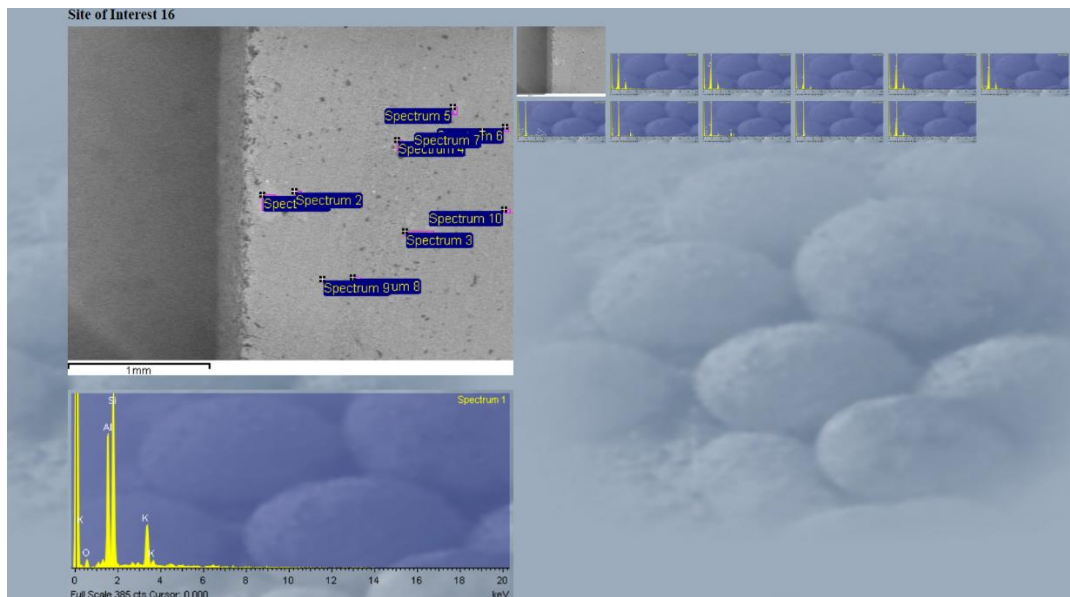 Site of Interest 16
Spectrum 5
Spectrum 7
Spectrum 2
Spectrum 10
Spectrum 3
Spectrum 9
1mm
Spectrum 1
Si
Al
K
K
O
K
0 2 4 6 8 10 12 14 16 18 20
Full Scale 385 cts Cursor: 0.000
keV